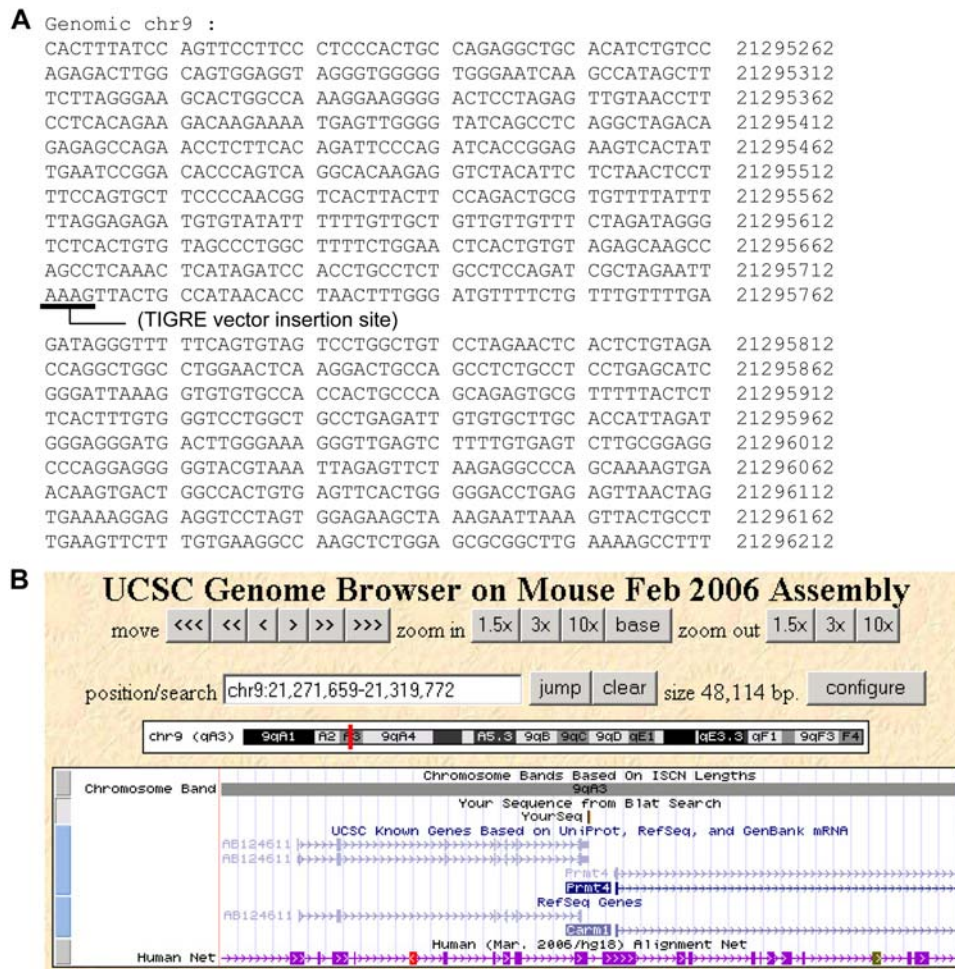 A
Genomic chr9 :
CACTTTATCC AGTTCCTTCC CTCCCACTGC CAGAGGCTGC ACATCTGTCC 21295262
AGAGACTTGG CAGTGGAGGT AGGGTGGGGG TGGGAATCAA GCCATAGCTT 21295312
TCTTAGGGAA GCACTGGCCA AAGGAAGGGG ACTCCTAGAG TTGTAACCTT 21295362
CCTCACAGAA GACAAGAAAA TGAGTTGGGG TATCAGCCTC AGGCTAGACA 21295412
GAGAGCCAGA ACCTCTTCAC AGATTCCCAG ATCACCGGAG AAGTCACTAT 21295462
TGAATCCGGA CACCCAGTCA GGCACAAGAG GTCTACATTC TCTAACTCCT 21295512
TTCCAGTGCT TCCCCAACGG TCACTTACTT CCAGACTGCG TGTTTTATTT 21295562
TTAGGAGAGA TGTGTATATT TTTTGTTGCT GTTGTTGTTT CTAGATAGGG 21295612
TCTCACTGTG TAGCCCTGGC TTTTCTGGAA CTCACTGTGT AGAGCAAGCC 21295662
AGCCTCAAAC TCATAGATCC ACCTGCCTCT GCCTCCAGAT CGCTAGAATT 21295712
AAAGTTACTG CCATAACACC TAACTTTGGG ATGTTTTCTG TTTGTTTTGA 21295762
(TIGRE vector insertion site)
GATAGGGTTT TTCAGTGTAG TCCTGGCTGT CCTAGAACTC ACTCTGTAGA 21295812
CCAGGCTGGC CTGGAACTCA AGGACTGCCA GCCTCTGCCT CCTGAGCATC 21295862
GGGATTAAAG GTGTGTGCCA CCACTGCCCA GCAGAGTGCG TTTTTACTCT 21295912
TCACTTTGTG GGTCCTGGCT GCCTGAGATT GTGTGCTTGC ACCATTAGAT 21295962
GGGAGGGATG ACTTGGGAAA GGGTTGAGTC TTTTGTGAGT CTTGCGGAGG 21296012
CCCAGGAGGG GGTACGTAAA TTAGAGTTCT AAGAGGCCCA GCAAAAGTGA 21296062
ACAAGTGACT GGCCACTGTG AGTTCACTGG GGGACCTGAG AGTTAACTAG 21296112
TGAAAAGGAG AGGTCCTAGT GGAGAAGCTA AAGAATTAAA GTTACTGCCT 21296162
TGAAGTTCTT TGTGAAGGCC AAGCTCTGGA GCGCGGCTTG AAAAGCCTTT 21296212
B
UCSC Genome Browser on Mouse Feb 2006 Assembly
move <<< << < > >> >>> zoom in 1.5x 3x 10x base zoom out 1.5x 3x 10x
position/search chr9:21,271,659-21,319,772 jump clear size 48,114 bp. configure
chr9 (qA3) 9qA1 A2 A3 9qA4 A5.3 9qB 9qC 9qD qE1 qE3.3 qF1 9qF3 F4
Chromosome Bands Based On ISCN Lengths
Chromosome Band 9qA3
Your Sequence from Blat Search
YourSeq
UCSC Known Genes Based on UniProt, RefSeq, and GenBank mRNA
AB124611
AB124611
Prmt4
Prmt4
RefSeq Genes
AB124611
Carm1
Human (Mar. 2006/hg18) Alignment Net
Human Net